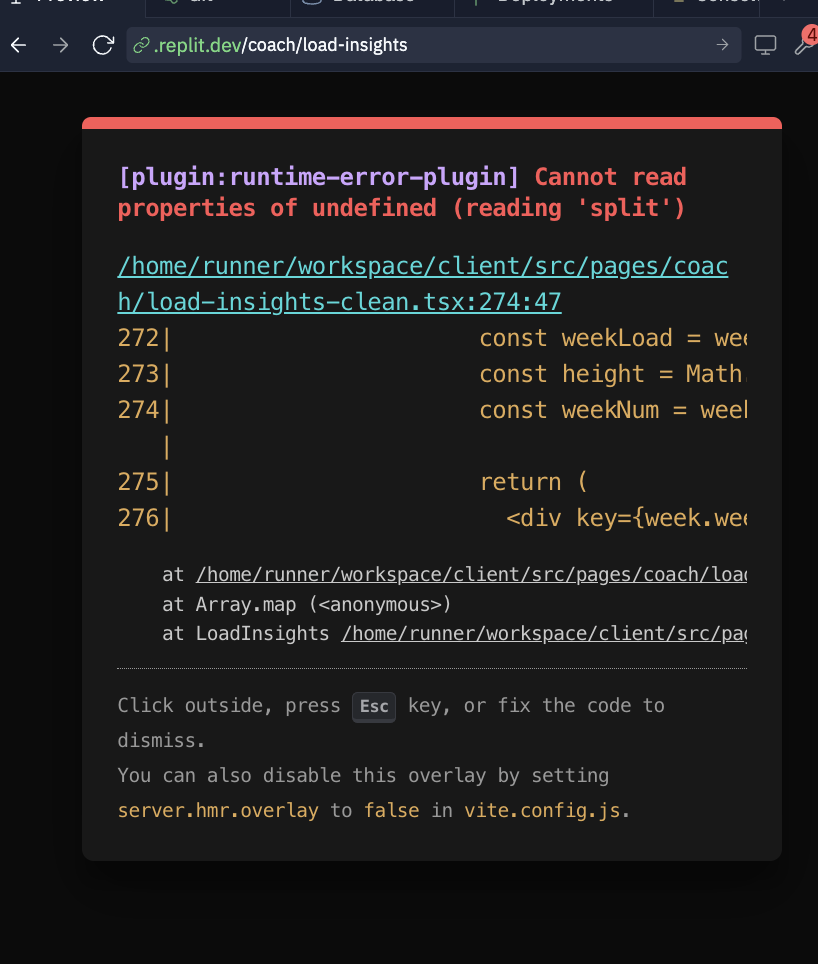 .replit.dev/coach/load-insights
4
[plugin:runtime-error-plugin] Cannot read
properties of undefined (reading 'split')
/home/runner/workspace/client/src/pages/coac
h/load-insights-clean.tsx:274:47
272| const weekLoad = wee
273| const height = Math.
274| const weekNum = week
|
275| return (
276| <div key={week.wee
at /home/runner/workspace/client/src/pages/coach/load
at Array.map (<anonymous>)
at LoadInsights /home/runner/workspace/client/src/pag
Click outside, press Esc key, or fix the code to
dismiss.
You can also disable this overlay by setting
server.hmr.overlay to false in vite.config.js.